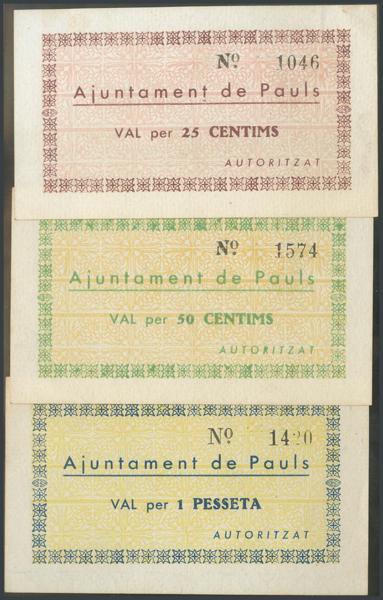 Nº 1046
Ajuntament de Pauls
VAL per 25 CENTIMS
AUTORITZAT
Nº 1574
Ajuntament de Pauls
VAL per 50 CENTIMS
AUTORITZAT
Nº 1420
Ajuntament de Pauls
VAL per 1 PESSETA
AUTORITZAT